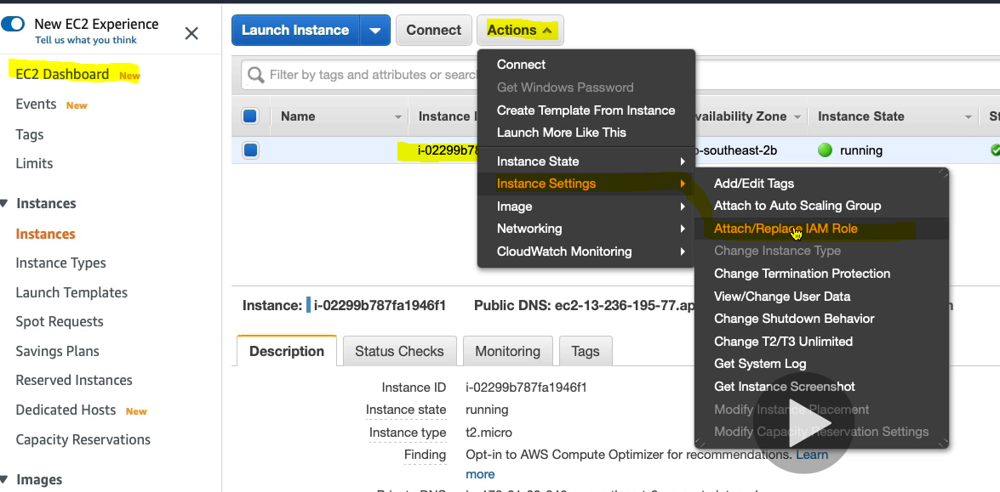 New EC2 Experience
Tell us what you think
EC2 Dashboard New
Events New
Tags
Limits
Instances
Instances
Instance Types
Launch Templates
Spot Requests
Savings Plans
Reserved Instances
Dedicated Hosts New
Capacity Reservations
Images
Launch Instance Connect Actions
Filter by tags and attributes or search
Name Instance I vailability Zone Instance State
i-02299b78 o-southeast-2b running
Connect
Get Windows Password
Create Template From Instance
Launch More Like This
Instance State
Instance Settings
Image
Networking
CloudWatch Monitoring
Add/Edit Tags
Attach to Auto Scaling Group
Attach/Replace IAM Role
Change Instance Type
Change Termination Protection
View/Change User Data
Change Shutdown Behavior
Change T2/T3 Unlimited
Get System Log
Get Instance Screenshot
Modify Instance Placement
Modify Capacity Reservation Settings
Instance: i-02299b787fa1946f1 Public DNS: ec2-13-236-195-77.ap
Description Status Checks Monitoring Tags
Instance ID i-02299b787fa1946f1
Instance state running
Instance type t2.micro
Finding Opt-in to AWS Compute Optimizer for recommendations. Learn
more